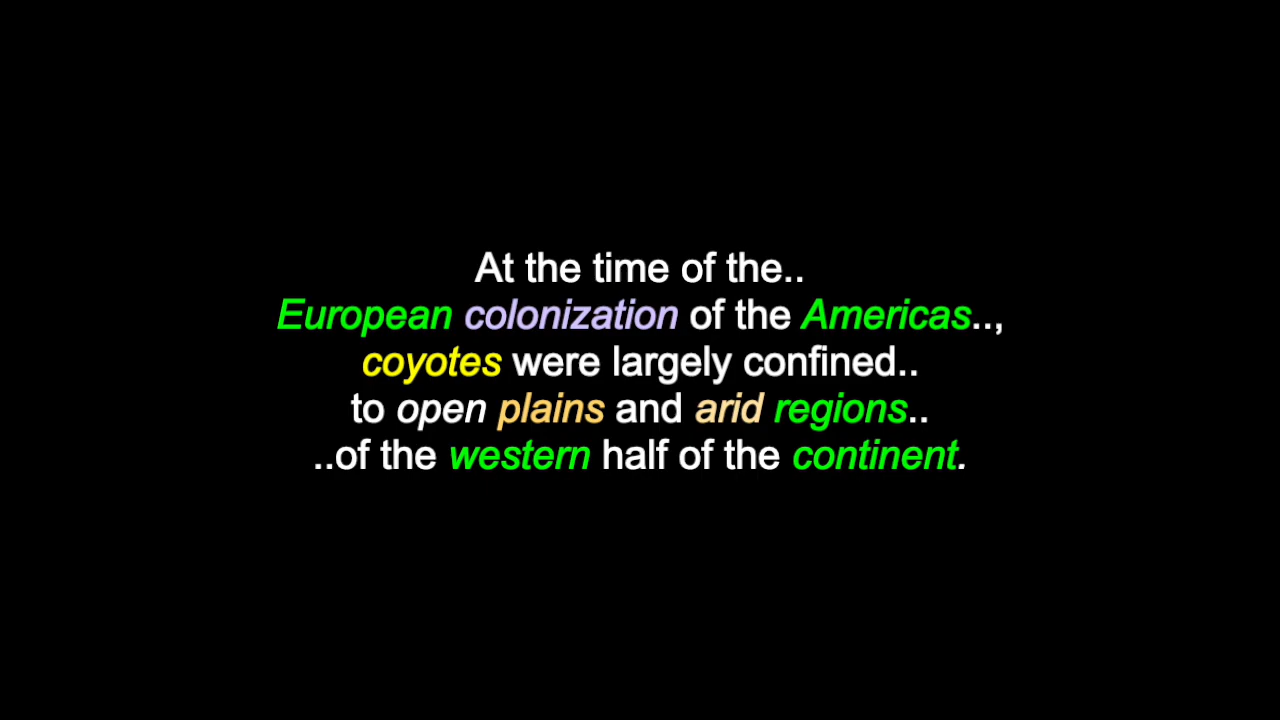 At the time of the..
European colonization of the Americas..,
coyotes were largely confined..
to open plains and arid regions..
..of the western half of the continent.